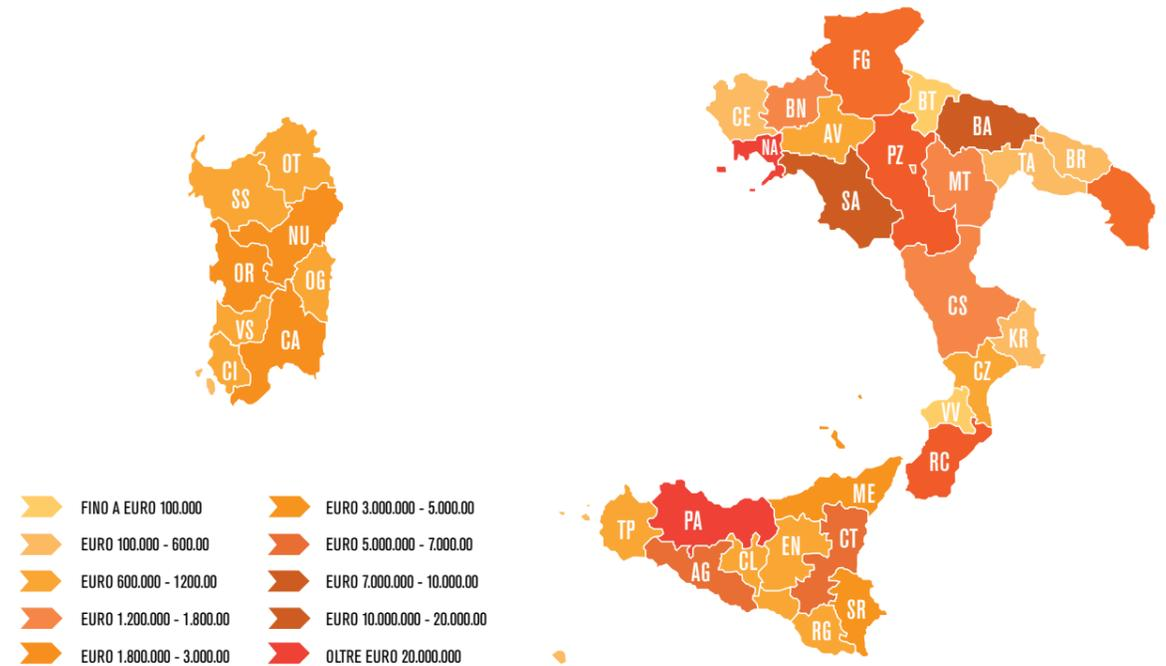 FG
BT
CE
BN
BA
AV
NA
PZ
TA
BR
OT
MT
SS
SA
NU
OR
OG
CS
VS
CA
KR
CI
CZ
VV
RC
ME
FINO A EURO 100.000
EURO 100.000 - 600.00
EURO 600.000 - 1200.00
EURO 1.200.000 - 1.800.00
EURO 1.800.000 - 3.000.00
EURO 3.000.000 - 5.000.00
EURO 5.000.000 - 7.000.00
EURO 7.000.000 - 10.000.00
EURO 10.000.000 - 20.000.00
OLTRE EURO 20.000.000
TP
PA
CT
EN
CL
AG
SR
RG